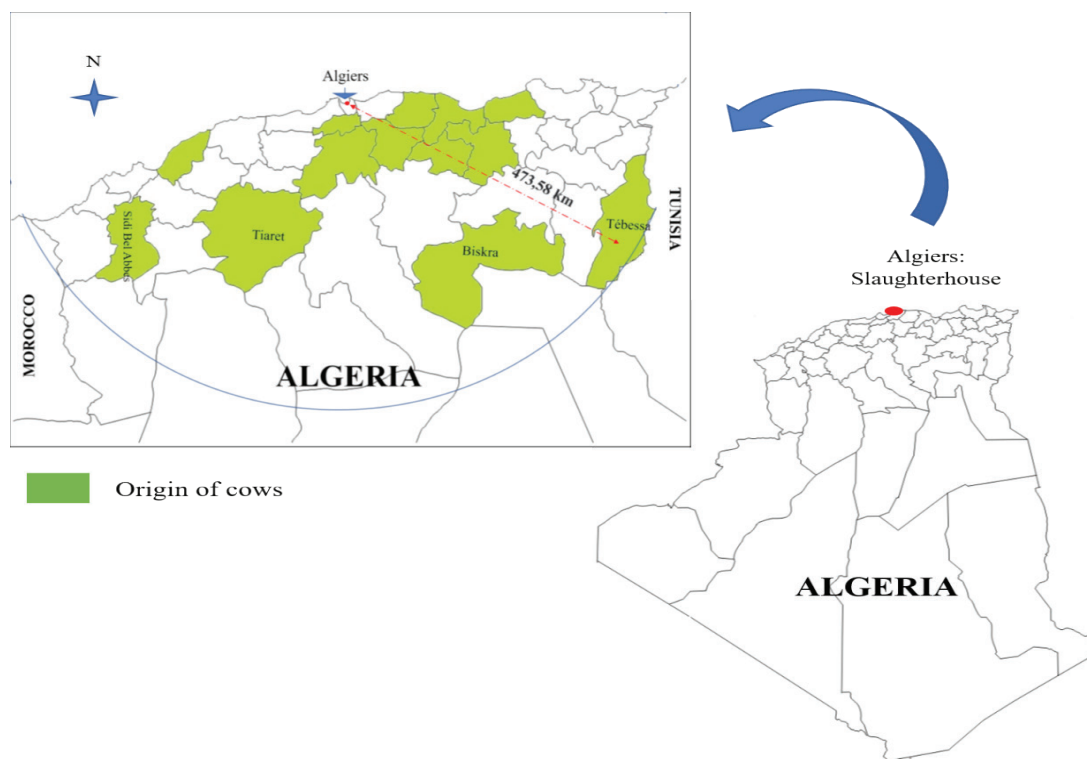 N
Algiers
473,58 km
TUNISIA
Tébessa
Sidi Bel Abbes
Tiaret
Biskra
MOROCCO
ALGERIA
Origin of cows
Algiers:
Slaughterhouse
ALGERIA